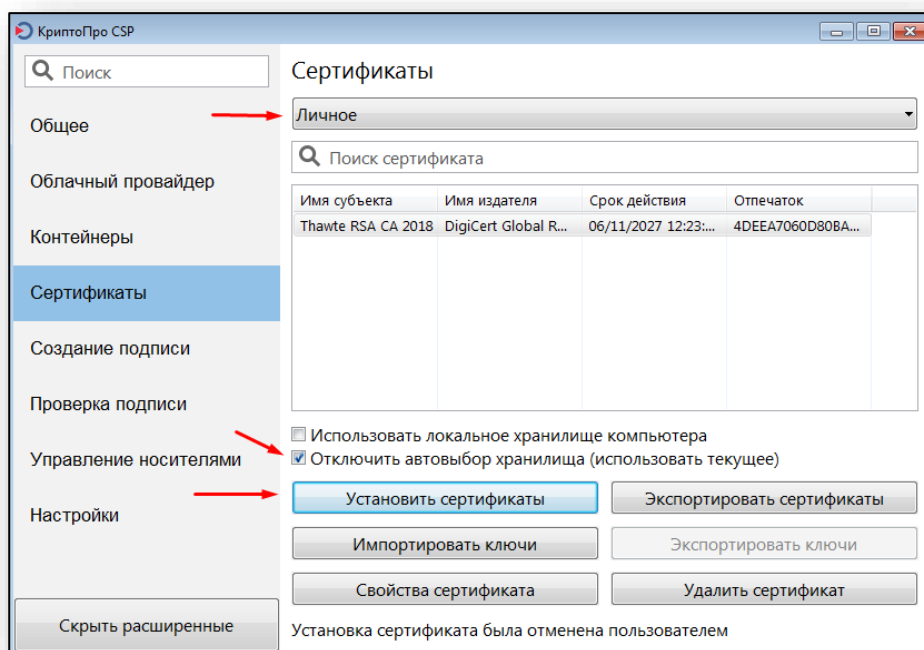 КриптоПро CSP
Поиск
Общее
Облачный провайдер
Контейнеры
Сертификаты
Создание подписи
Проверка подписи
Управление носителями
Настройки
Скрыть расширенные
Сертификаты
Личное
Поиск сертификата
Имя субъекта Имя издателя Срок действия Отпечаток
Thawte RSA CA 2018 DigiCert Global R... 06/11/2027 12:23:... 4DEEA7060D80BA...
Использовать локальное хранилище компьютера
Отключить автовыбор хранилища (использовать текущее)
Установить сертификаты Экспортировать сертификаты
Импортировать ключи Экспортировать ключи
Свойства сертификата Удалить сертификат
Установка сертификата была отменена пользователем